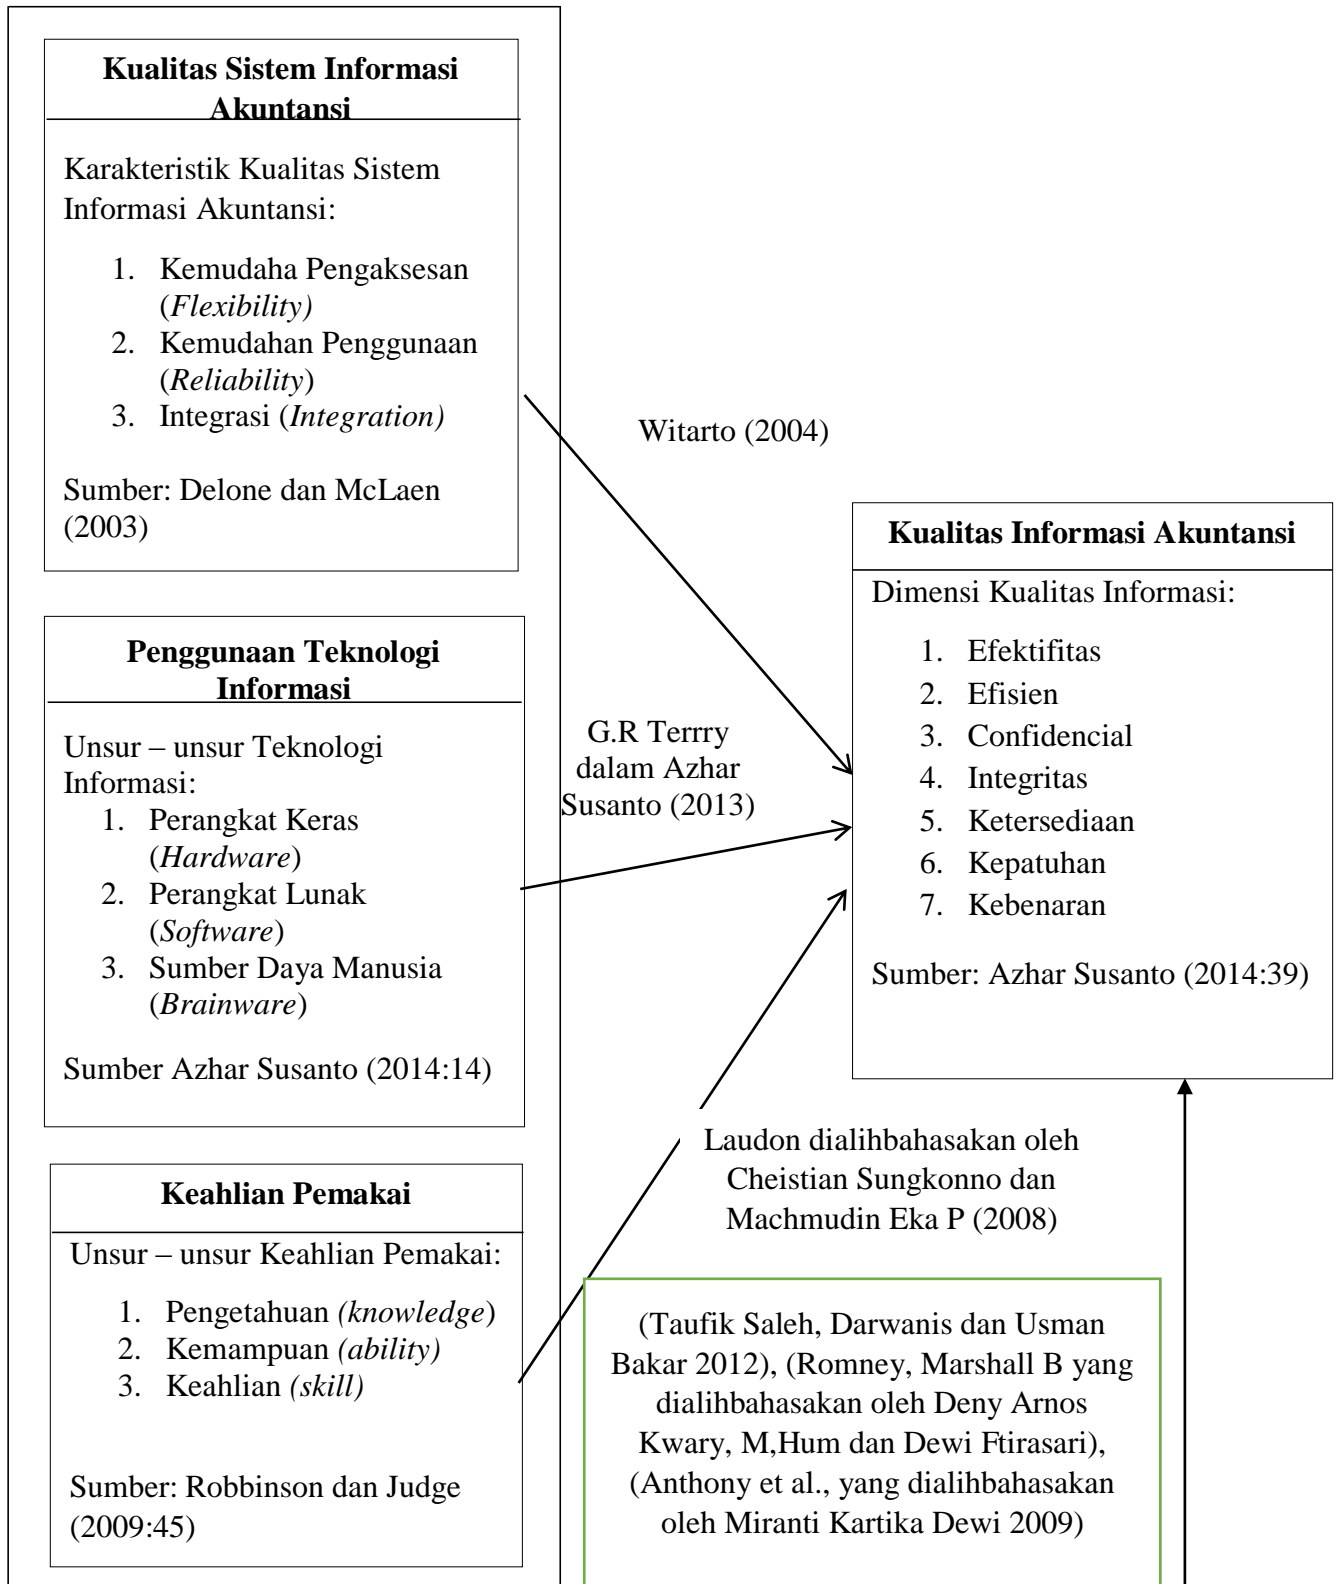 Kualitas Sistem Informasi
Akuntansi
Karakteristik Kualitas Sistem
Informasi Akuntansi:
1. Kemudaha Pengaksesan
(Flexibility)
2. Kemudahan Penggunaan
(Reliability)
3. Integrasi (Integration)
Sumber: Delone dan McLaen
(2003)
Penggunaan Teknologi
Informasi
Unsur – unsur Teknologi
Informasi:
1. Perangkat Keras
(Hardware)
2. Perangkat Lunak
(Software)
3. Sumber Daya Manusia
(Brainware)
Sumber Azhar Susanto (2014:14)
Keahlian Pemakai
Unsur – unsur Keahlian Pemakai:
1. Pengetahuan (knowledge)
2. Kemampuan (ability)
3. Keahlian (skill)
Sumber: Robbinson dan Judge
(2009:45)
Witarto (2004)
G.R Terrry
dalam Azhar
Susanto (2013)
Laudon dialihbahasakan oleh
Cheistian Sungkonno dan
Machmudin Eka P (2008)
(Taufik Saleh, Darwanis dan Usman
Bakar 2012), (Romney, Marshall B yang
dialihbahasakan oleh Deny Arnos
Kwary, M,Hum dan Dewi Ftirasari),
(Anthony et al., yang dialihbahasakan
oleh Miranti Kartika Dewi 2009)
Kualitas Informasi Akuntansi
Dimensi Kualitas Informasi:
1. Efektifitas
2. Efisien
3. Confidencial
4. Integritas
5. Ketersediaan
6. Kepatuhan
7. Kebenaran
Sumber: Azhar Susanto (2014:39)